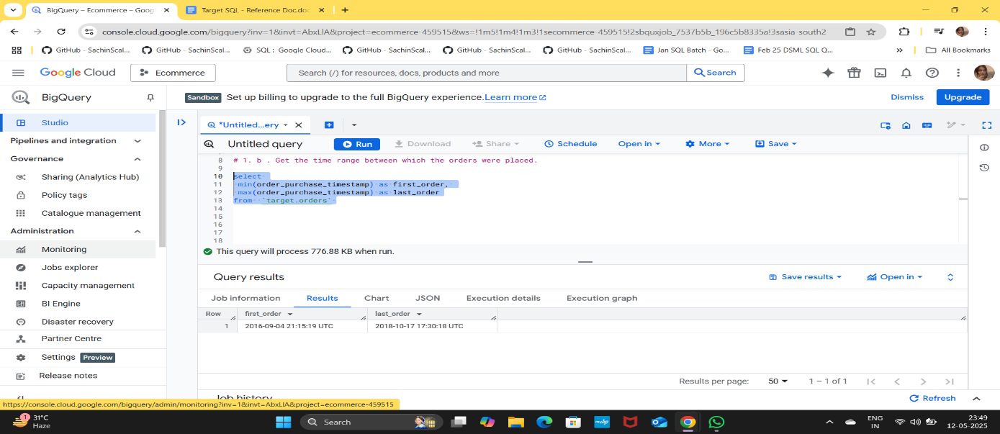 BigQuery – Ecommerce – Goog
Target SQL - Reference Doc.doc
console.cloud.google.com/bigquery?inv=1&invt=AbxLlA&project=ecommerce-459515&ws=!1m5!1m4!1m3!1secommerce-459515!2sbquxjob_7537b5b_196c5b8335a!3sasia-south2
GitHub - SachinScal...
GitHub - SachinScal...
SQL : Google Cloud...
GitHub - SachinScal...
GitHub - SachinScal...
GitHub - SachinScal...
Jan SQL Batch - Go...
Feb 25 DSML SQL Q...
All Bookmarks
Google Cloud
Ecommerce
Search (/) for resources, docs, products and more
Search
BigQuery
Sandbox Set up billing to upgrade to the full BigQuery experience. Learn more
Dismiss
Upgrade
Studio
Pipelines and integration
Governance
Sharing (Analytics Hub)
Policy tags
Catalogue management
Administration
Monitoring
Jobs explorer
Capacity management
BI Engine
Disaster recovery
Partner Centre
Settings Preview
Release notes
*Untitled...ery
Untitled query
Run
Download
Share
Schedule
Open in
More
Save
8 # 1. b . Get the time range between which the orders were placed.
9
10 select
11 min(order_purchase_timestamp) as first_order,
12 max(order_purchase_timestamp) as last_order
13 from `target.orders`
14
15
16
17
18
This query will process 776.88 KB when run.
Query results
Save results
Open in
Job information
Results
Chart
JSON
Execution details
Execution graph
Row first_order last_order
1 2016-09-04 21:15:19 UTC 2018-10-17 17:30:18 UTC
Results per page: 50 1 – 1 of 1
Job history
Refresh
https://console.cloud.google.com/bigquery/admin/monitoring?inv=1&invt=AbxLlA&project=ecommerce-459515
1
31°C
Haze
Search
myhp
ENG
IN
23:49
12-05-2025